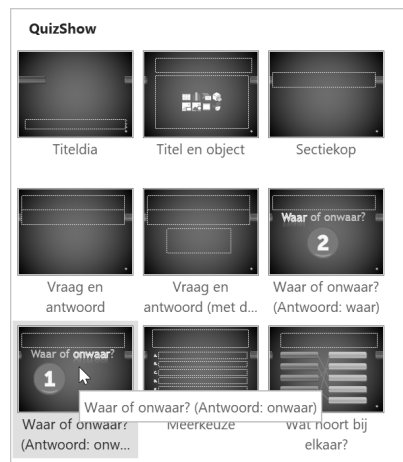 QuizShow
Titeldia
Titel en object
Sectiekop
Waar of onwaar?
2
Vraag en
antwoord
Vraag en
antwoord (met d...
Waar of onwaar?
(Antwoord: waar)
Waar of onwaar?
1
A.
B.
C.
D.
Waar of onwaar? (Antwoord: onwaar)
Waar of onwaar?
(Antwoord: onw...
Meerkeuze
Wat hoort bij
elkaar?